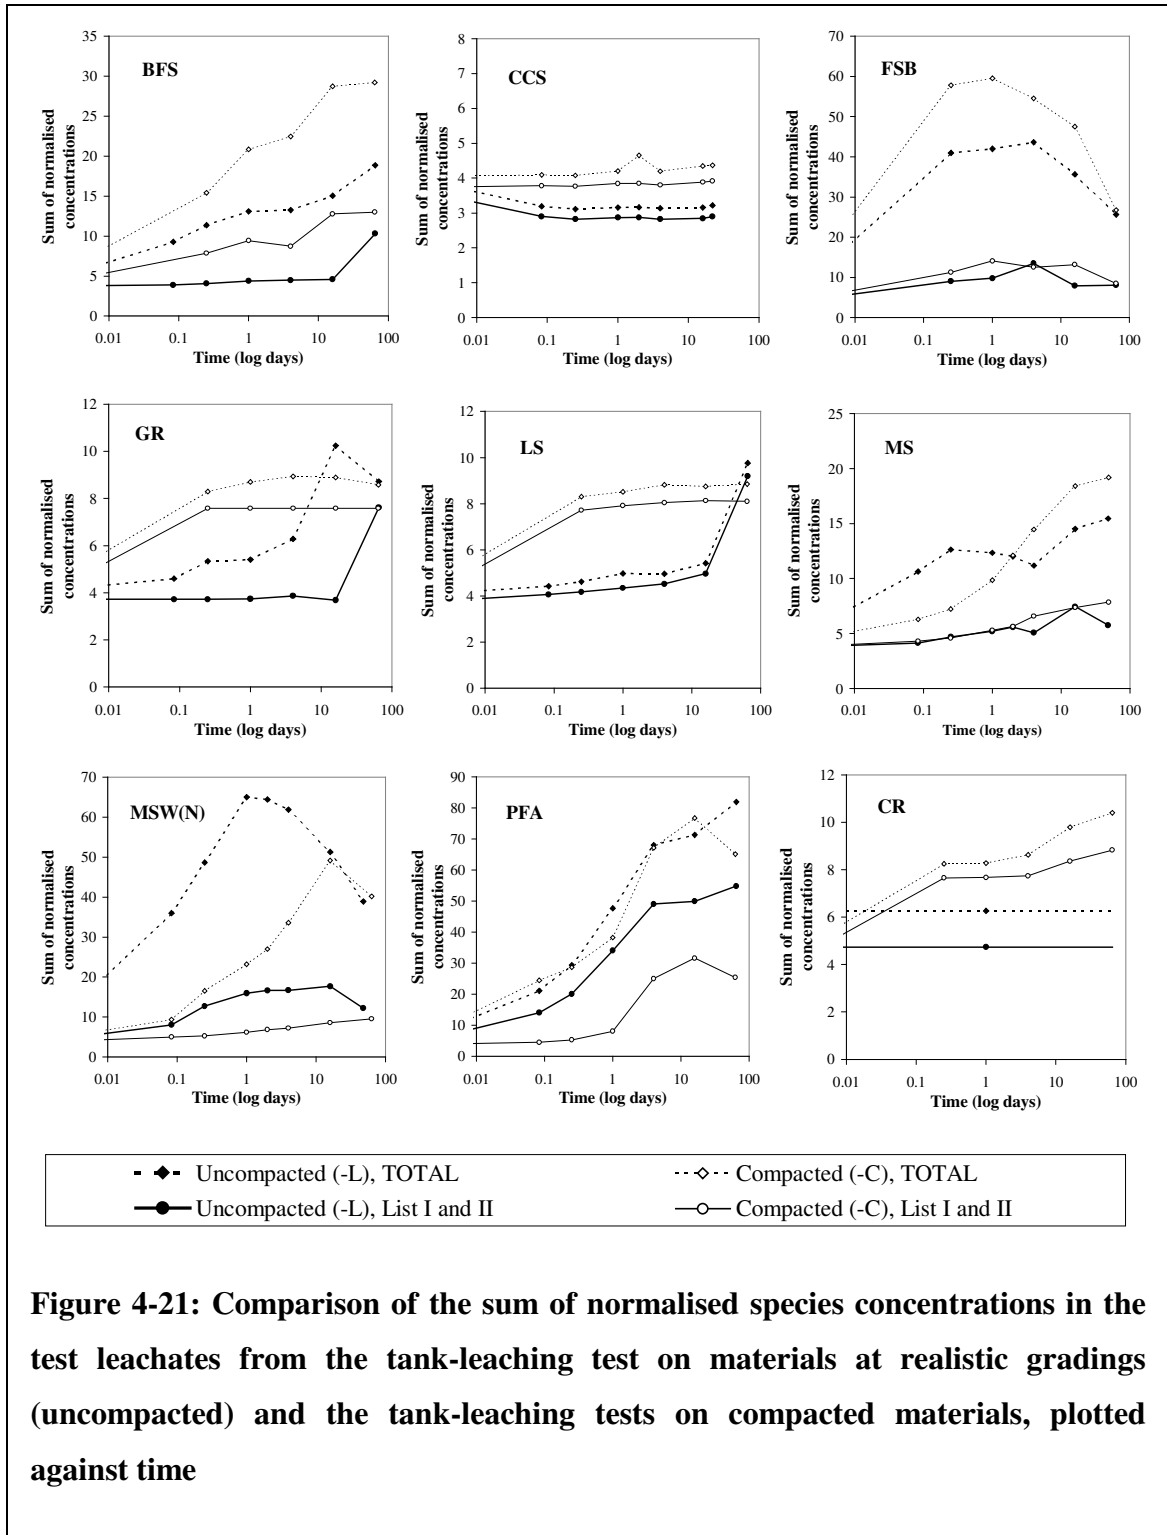 BFS
35
30
25
20
15
10
5
0
0.01 0.1 1 10 100
Time (log days)
Sum of normalised
concentrations
CCS
8
7
6
5
4
3
2
1
0
0.01 0.1 1 10 100
Time (log days)
Sum of normalised
concentrations
FSB
70
60
50
40
30
20
10
0
0.01 0.1 1 10 100
Time (log days)
Sum of normalised
concentrations
GR
12
10
8
6
4
2
0
0.01 0.1 1 10 100
Time (log days)
Sum of normalised
concentrations
LS
12
10
8
6
4
2
0
0.01 0.1 1 10 100
Time (log days)
Sum of normalised
concentrations
MS
25
20
15
10
5
0
0.01 0.1 1 10 100
Time (log days)
Sum of normalised
concentrations
MSW(N)
70
60
50
40
30
20
10
0
0.01 0.1 1 10 100
Time (log days)
Sum of normalised
concentrations
PFA
90
80
70
60
50
40
30
20
10
0
0.01 0.1 1 10 100
Time (log days)
Sum of normalised
concentrations
CR
12
10
8
6
4
2
0
0.01 0.1 1 10 100
Time (log days)
Sum of normalised
concentrations
Uncompacted (-L), TOTAL
Compacted (-C), TOTAL
Uncompacted (-L), List I and II
Compacted (-C), List I and II
Figure 4-21: Comparison of the sum of normalised species concentrations in the
test leachates from the tank-leaching test on materials at realistic gradings
(uncompacted) and the tank-leaching tests on compacted materials, plotted
against time